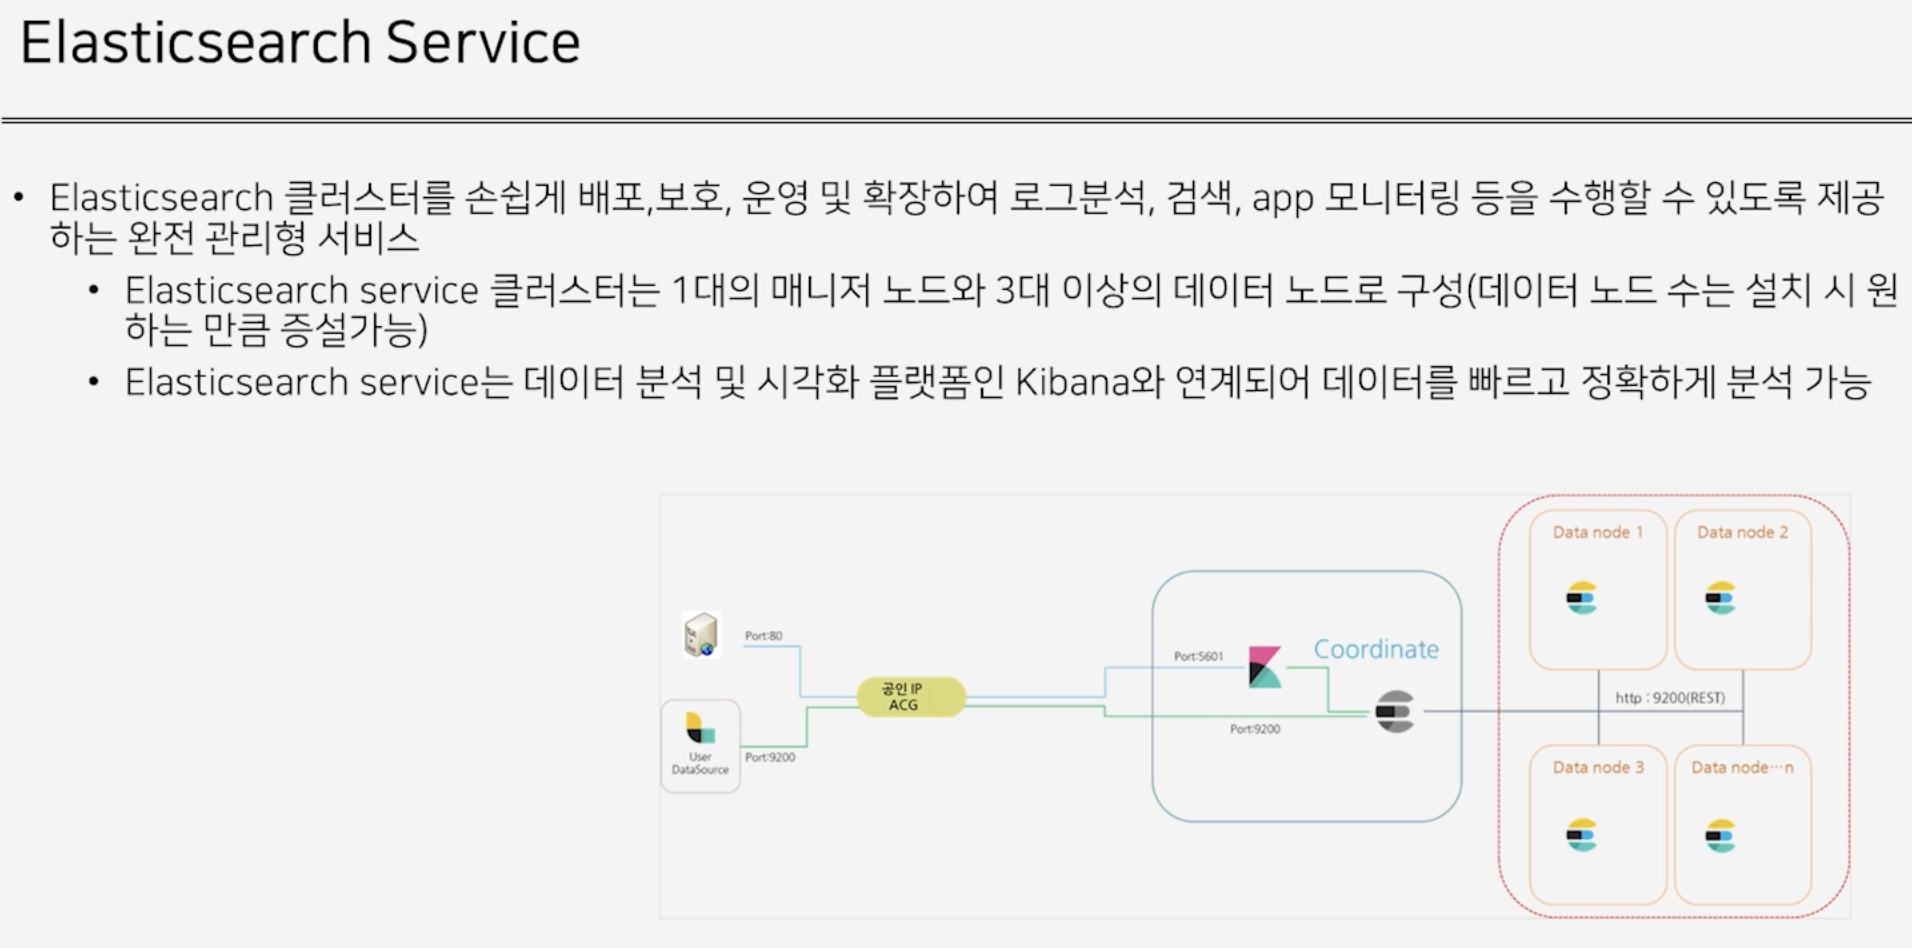 Elasticsearch Service
• Elasticsearch 클러스터를 손쉽게 배포,보호, 운영 및 확장하여 로그분석, 검색, app 모니터링 등을 수행할 수 있도록 제공
하는 완전 관리형 서비스
• Elasticsearch service 클러스터는 1대의 매니저 노드와 3대 이상의 데이터 노드로 구성(데이터 노드 수는 설치 시 원
하는 만큼 증설가능)
• Elasticsearch service는 데이터 분석 및 시각화 플랫폼인 Kibana와 연계되어 데이터를 빠르고 정확하게 분석 가능
Port:80
User
DataSource
Port:9200
공인 IP
ACG
Port:5601
Coordinate
Port:9200
Data node 1
Data node 2
http : 9200(REST)
Data node 3
Data node···n